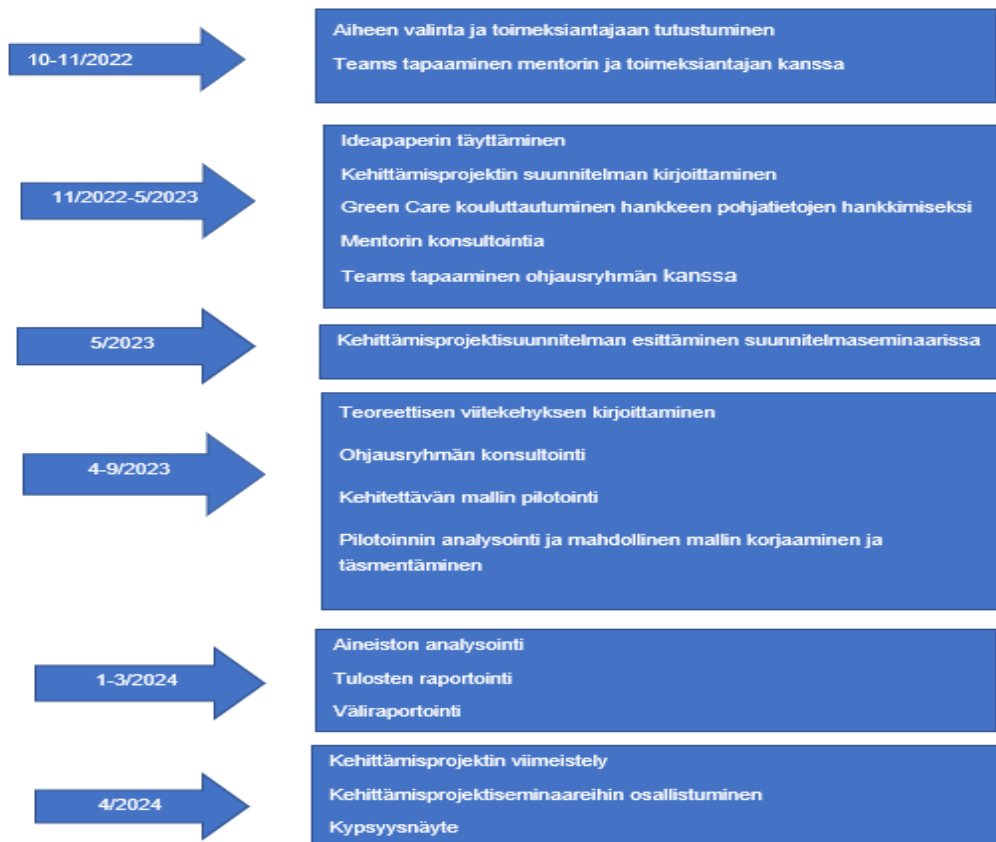 10-11/2022
Aiheen valinta ja toimeksiantajaan tutustuminen
Teams tapaaminen mentorin ja toimeksiantajan kanssa
11/2022-5/2023
Ideapaperin täyttäminen
Kehittämisprojektin suunnitelman kirjoittaminen
Green Care kouluttautuminen hankkeen pohjatietojen hankkimiseksi
Mentorin konsultointia
Teams tapaaminen ohjausryhmän kanssa
5/2023
Kehittämisprojektisuunnitelman esittäminen suunnitelmaseminaarissa
4-9/2023
Teoreettisen viitekehyksen kirjoittaminen
Ohjausryhmän konsultointi
Kehitettävän mallin pilotointi
Pilotoinnin analysointi ja mahdollinen mallin korjaaminen ja
täsmentäminen
1-3/2024
Aineiston analysointi
Tulosten raportointi
Väliraportointi
4/2024
Kehittämisprojektin viimeistely
Kehittämisprojektiseminaareihin osallistuminen
Kypsyysnäyte